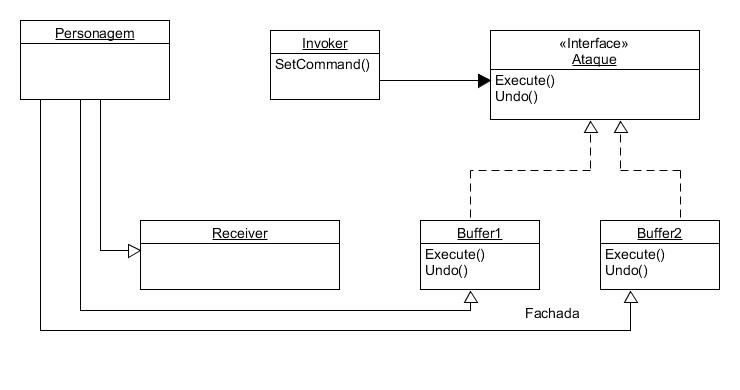 Personagem
Invoker
SetCommand()
«Interface»
Ataque
Execute()
Undo()
Receiver
Buffer1
Execute()
Undo()
Buffer2
Execute()
Undo()
Fachada